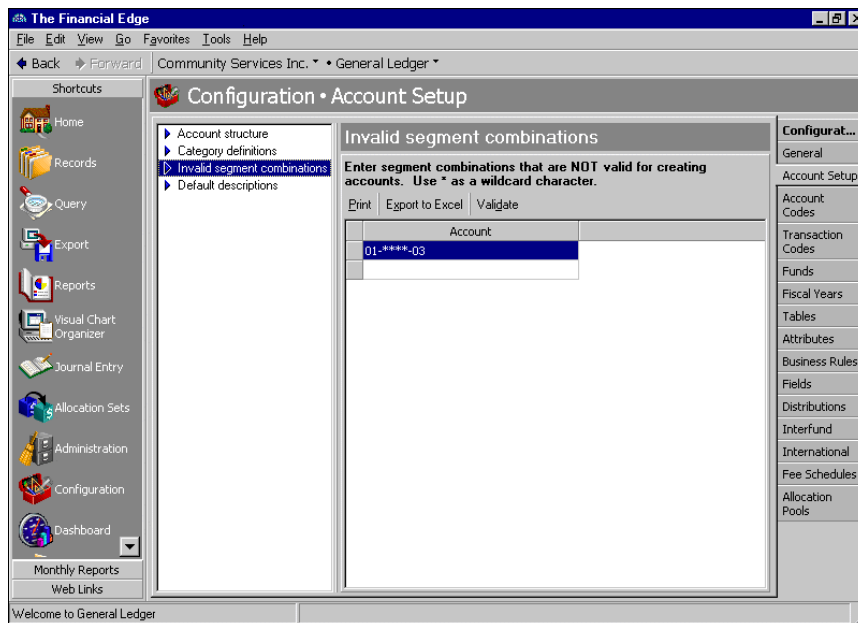 The Financial Edge
File Edit View Go Favorites Tools Help
Back Forward Community Services Inc. • General Ledger
Shortcuts
Home
Records
Query
Export
Reports
Visual Chart
Organizer
Journal Entry
Allocation Sets
Administration
Configuration
Dashboard
Monthly Reports
Web Links
Configuration • Account Setup
Account structure
Category definitions
Invalid segment combinations
Default descriptions
Invalid segment combinations
Enter segment combinations that are NOT valid for creating
accounts. Use * as a wildcard character.
Print Export to Excel Validate
Account
01-****-03
Configurat...
General
Account Setup
Account
Codes
Transaction
Codes
Funds
Fiscal Years
Tables
Attributes
Business Rules
Fields
Distributions
Interfund
International
Fee Schedules
Allocation
Pools
Welcome to General Ledger